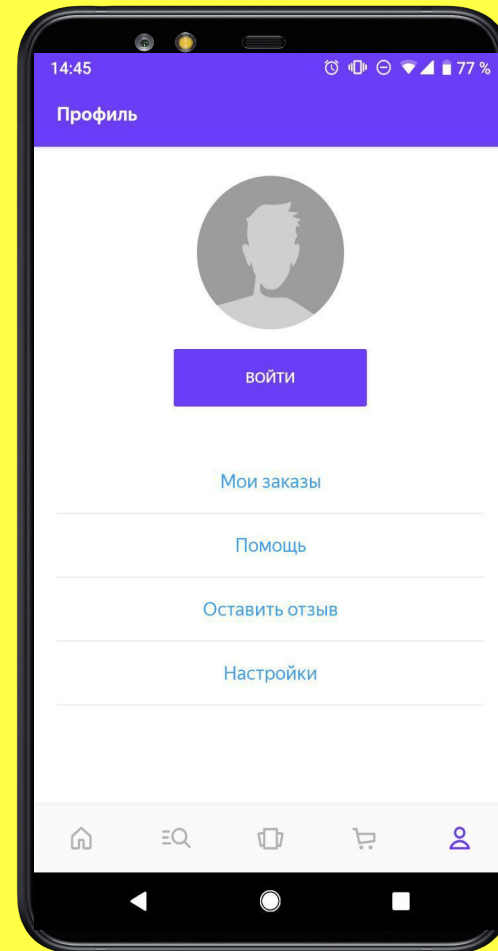 14:45 77 %
Профиль
ВОЙТИ
Мои заказы
Помощь
Оставить отзыв
Настройки